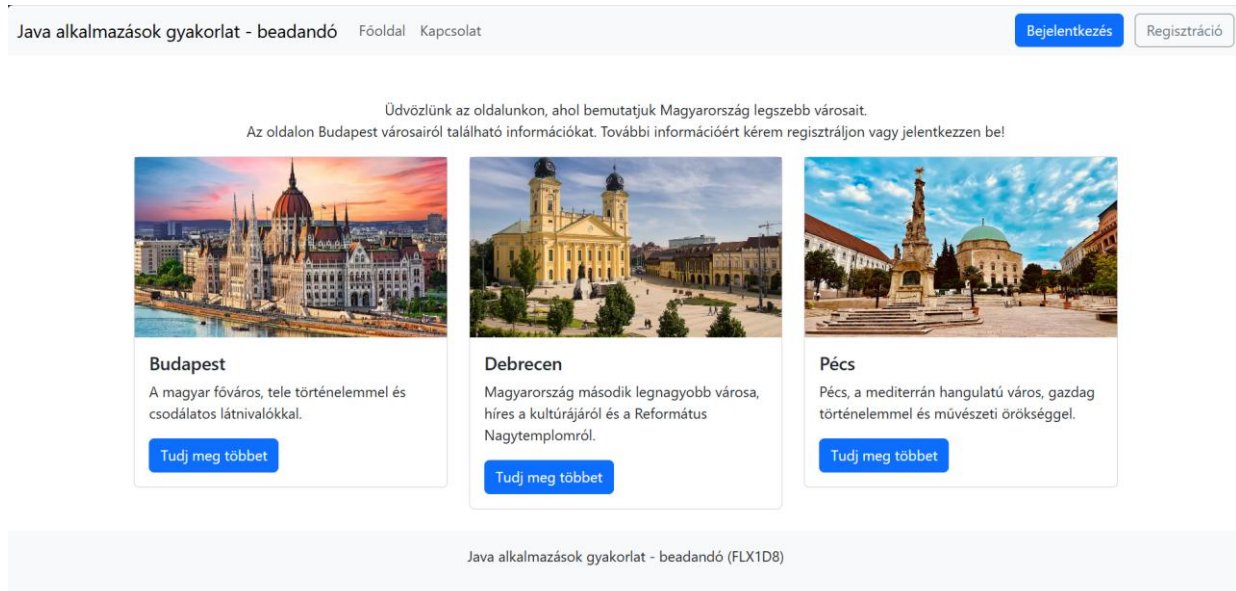 Java alkalmazások gyakorlat - beadandó Főoldal Kapcsolat Bejelentkezés Regisztráció
Üdvözlünk az oldalunkon, ahol bemutatjuk Magyarország legszebb városait.
Az oldalon Budapest városairól található információkat. További információért kérem regisztráljon vagy jelentkezzen be!
Budapest
A magyar főváros, tele történelemmel és
csodálatos látnivalókkal.
Tudj meg többet
Debrecen
Magyarország második legnagyobb városa,
híres a kultúrájáról és a Református
Nagytemplomról.
Tudj meg többet
Pécs
Pécs, a mediterrán hangulatú város, gazdag
történelemmel és művészeti örökséggel.
Tudj meg többet
Java alkalmazások gyakorlat - beadandó (FLX1D8)